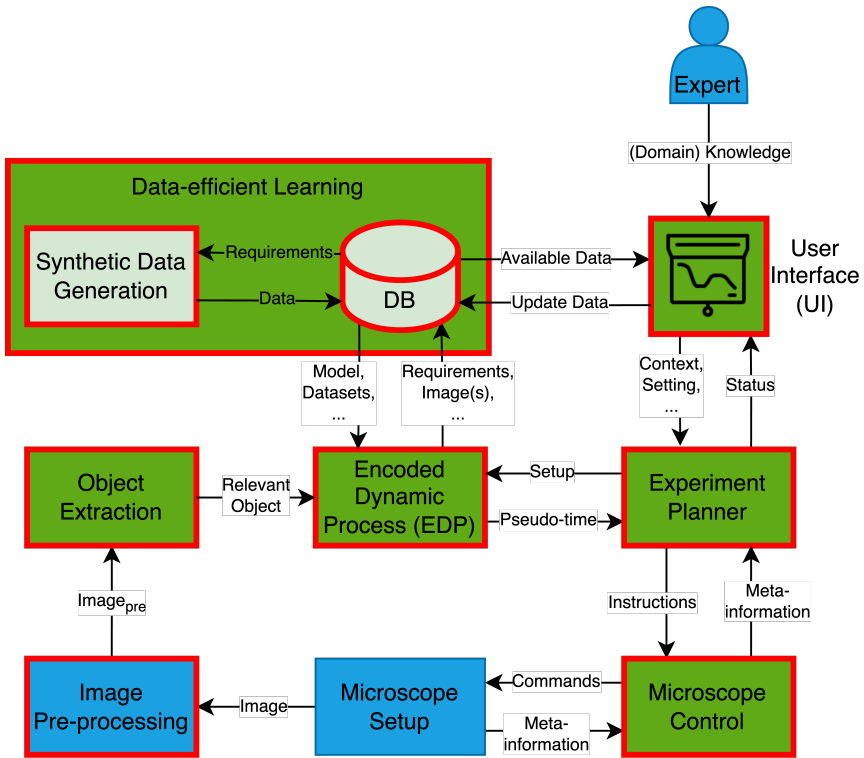 Expert
(Domain) Knowledge
Data-efficient Learning
Synthetic Data
Generation
Requirements
Data
DB
Available Data
Update Data
User
Interface
(UI)
Model,
Datasets,
...
Requirements,
Image(s),
...
Context,
Setting,
...
Status
Object
Extraction
Relevant
Object
Encoded
Dynamic
Process (EDP)
Setup
Pseudo-time
Experiment
Planner
Imagepre
Instructions
Meta-
information
Image
Pre-processing
Image
Microscope
Setup
Commands
Meta-
information
Microscope
Control